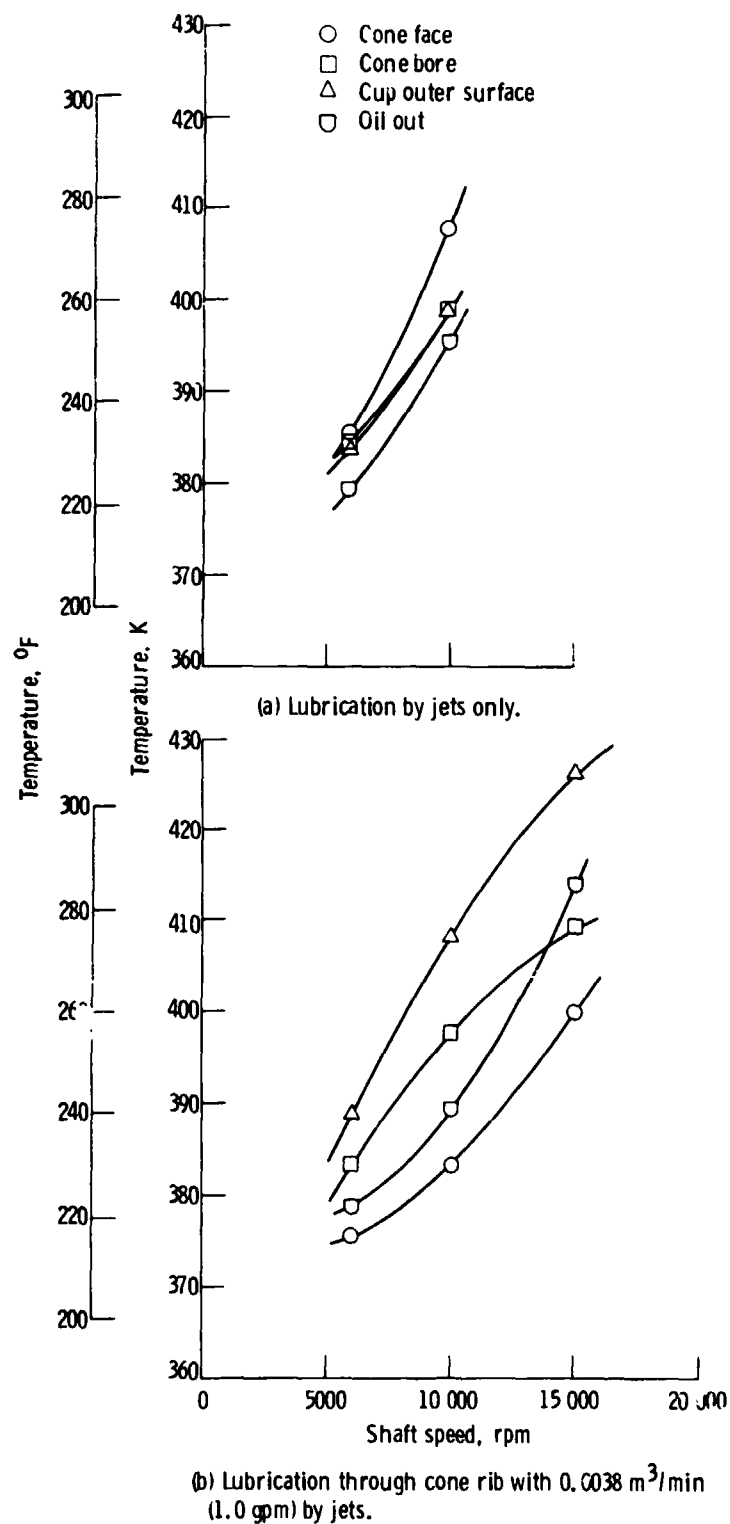 Cone face
Cone bore
Cup outer surface
Oil out
430
420
410
400
390
380
370
360
300
280
260
240
220
200
Temperature, °F
Temperature, K
(a) Lubrication by jets only.
430
420
410
400
390
380
370
360
300
280
240
220
200
0 5000 10 000 15 000 20
Shaft speed, rpm
(b) Lubrication through cone rib with 0.0038 m³/min
(1.0 gpm) by jets.